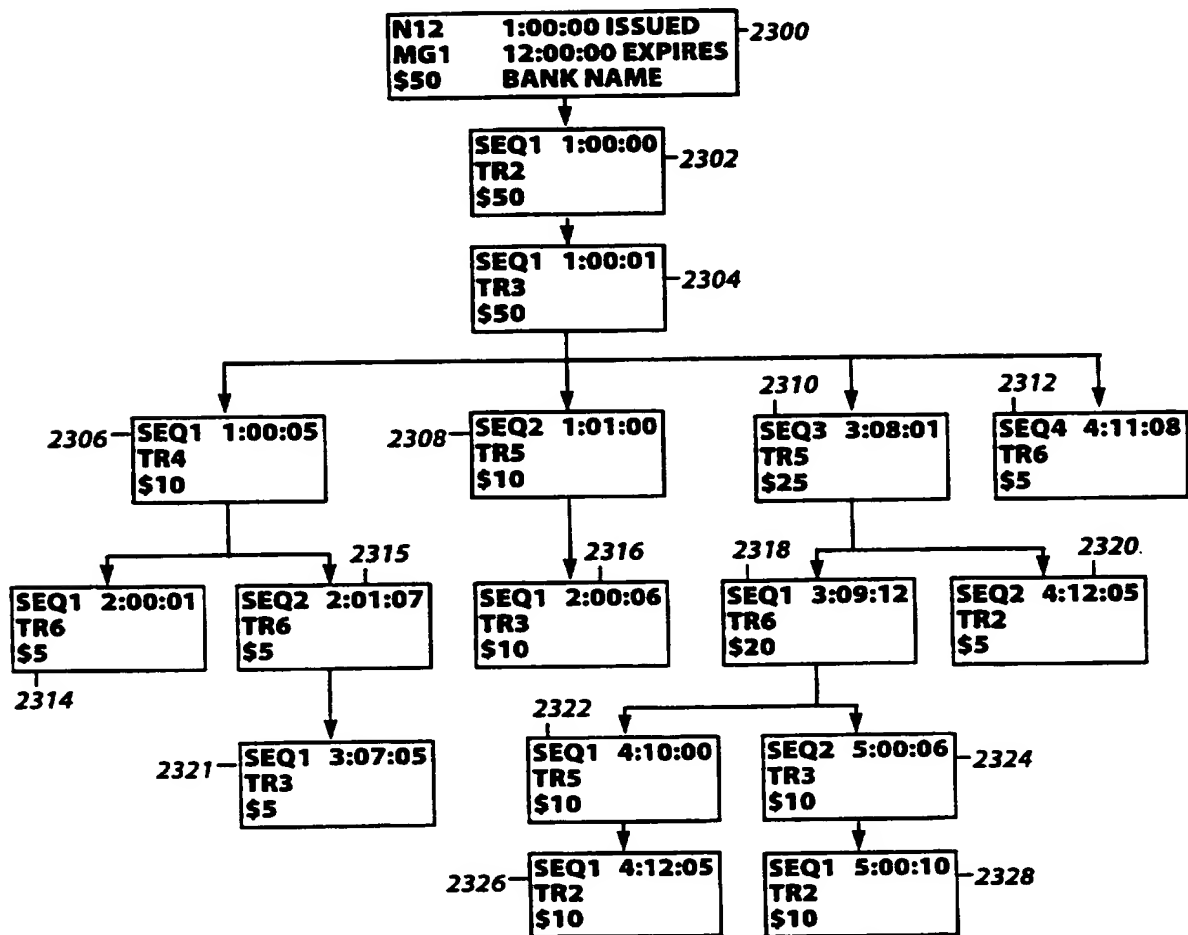 N12 1:00:00 ISSUED
MG1 12:00:00 EXPIRES
$50 BANK NAME
2300
SEQ1 1:00:00
TR2
$50
2302
SEQ1 1:00:01
TR3
$50
2304
2306
SEQ1 1:00:05
TR4
$10
2308
SEQ2 1:01:00
TR5
$10
2310
SEQ3 3:08:01
TR5
$25
2312
SEQ4 4:11:08
TR6
$5
SEQ1 2:00:01
TR6
$5
2314
2315
SEQ2 2:01:07
TR6
$5
2316
SEQ1 2:00:06
TR3
$10
2318
SEQ1 3:09:12
TR6
$20
2320.
SEQ2 4:12:05
TR2
$5
2321
SEQ1 3:07:05
TR3
$5
2322
SEQ1 4:10:00
TR5
$10
SEQ2 5:00:06
TR3
$10
2324
2326
SEQ1 4:12:05
TR2
$10
SEQ1 5:00:10
TR2
$10
2328